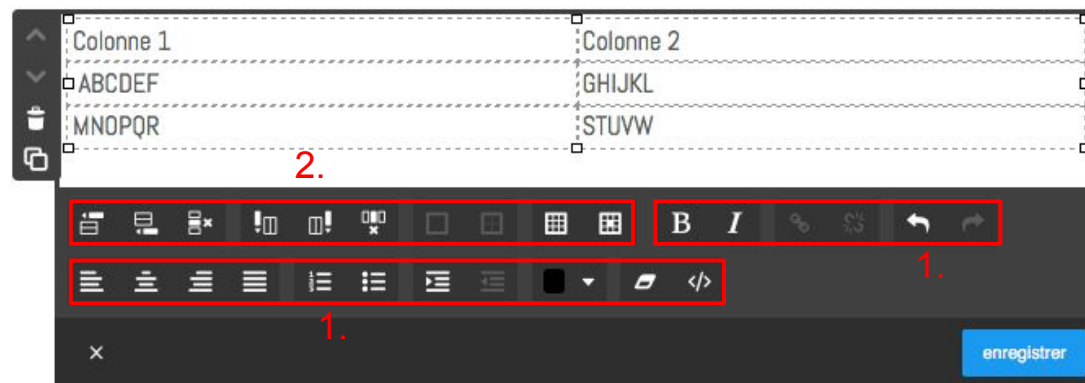 Colonne 1 Colonne 2
ABCDEF GHIJKL
MNOPQR STUVW
2.
B I
1.
</>
1.
enregistrer